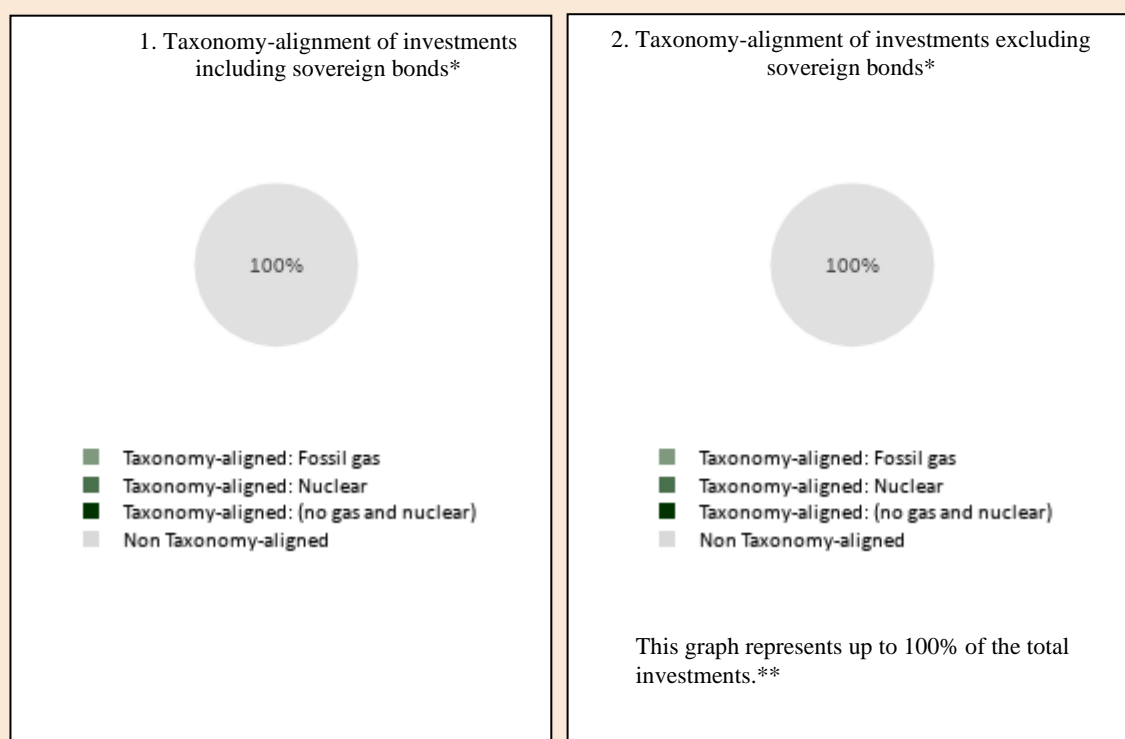 1. Taxonomy-alignment of investments
including sovereign bonds*
100%
Taxonomy-aligned: Fossil gas
Taxonomy-aligned: Nuclear
Taxonomy-aligned: (no gas and nuclear)
Non Taxonomy-aligned
2. Taxonomy-alignment of investments excluding
sovereign bonds*
100%
Taxonomy-aligned: Fossil gas
Taxonomy-aligned: Nuclear
Taxonomy-aligned: (no gas and nuclear)
Non Taxonomy-aligned
This graph represents up to 100% of the total
investments.**